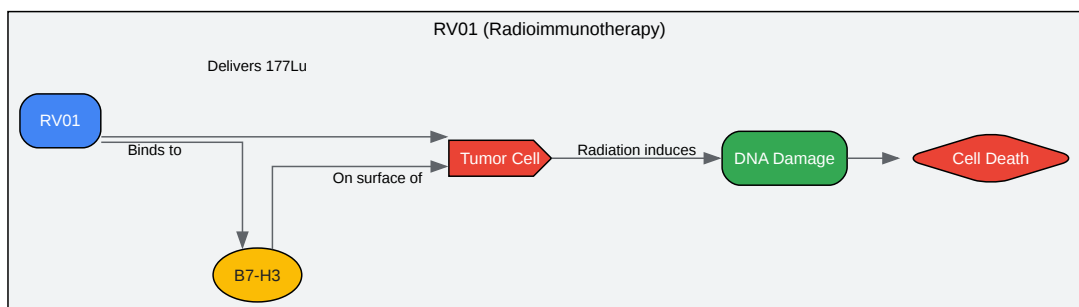 RV01 (Radioimmunotherapy)
Delivers 177Lu
RV01
Binds to
Tumor Cell
Radiation induces
DNA Damage
Cell Death
On surface of
B7-H3